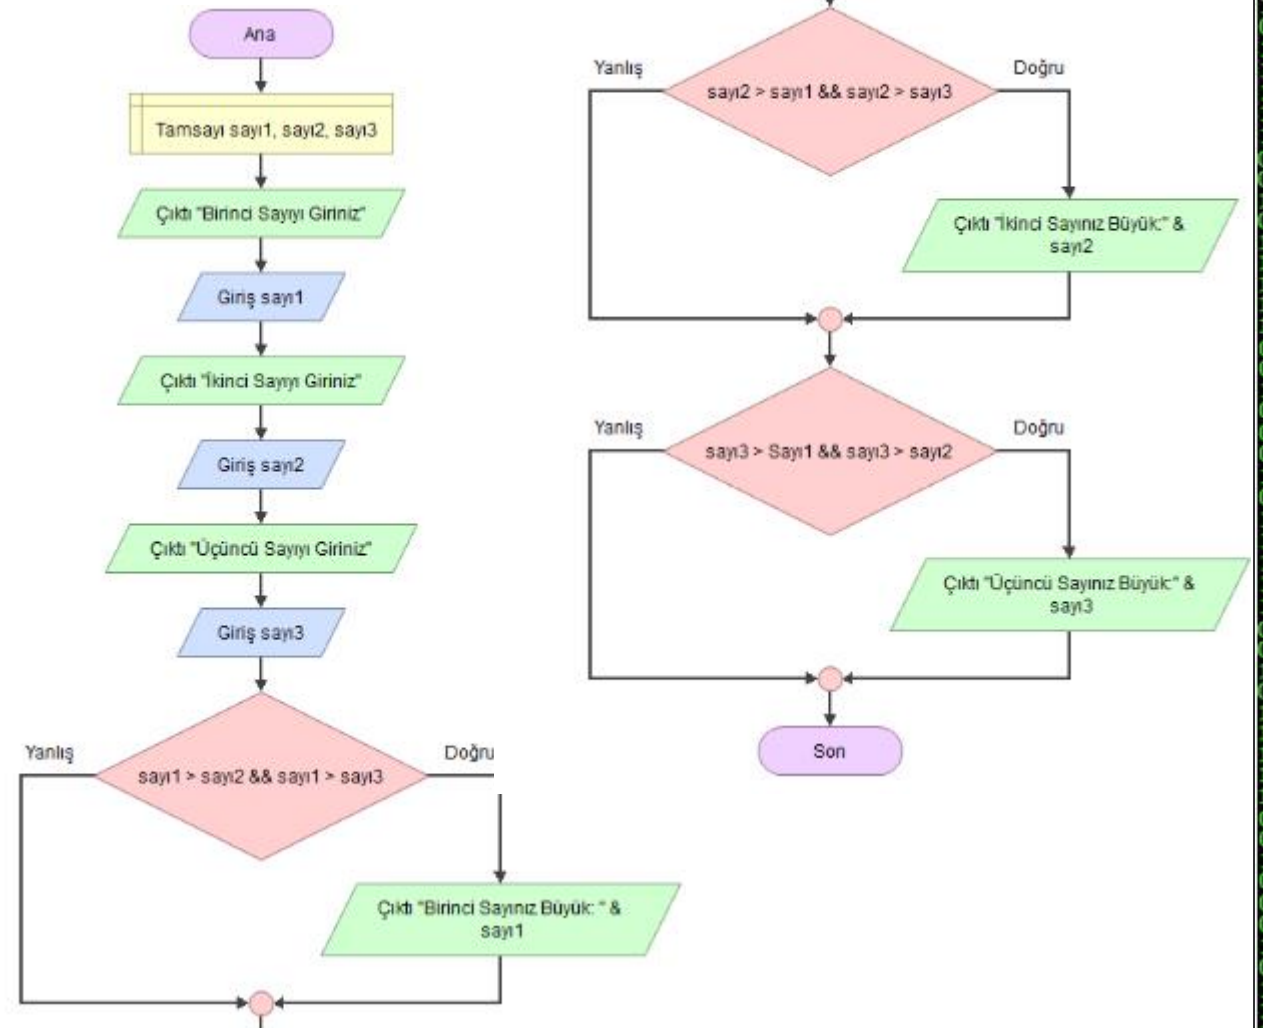 Ana
Tamsayı sayı1, sayı2, sayı3
Çıktı "Birinci Sayıyı Giriniz"
Giriş sayı1
Çıktı "İkinci Sayıyı Giriniz"
Giriş sayı2
Çıktı "Üçüncü Sayıyı Giriniz"
Giriş sayı3
Yanlış
Doğru
sayı1 > sayı2 && sayı1 > sayı3
Çıktı "Birinci Sayınız Büyük: " &
sayı1
Yanlış
Doğru
sayı2 > sayı1 && sayı2 > sayı3
Çıktı "İkinci Sayınız Büyük:" &
sayı2
Yanlış
Doğru
sayı3 > Sayı1 && sayı3 > sayı2
Çıktı "Üçüncü Sayınız Büyük:" &
sayı3
Son